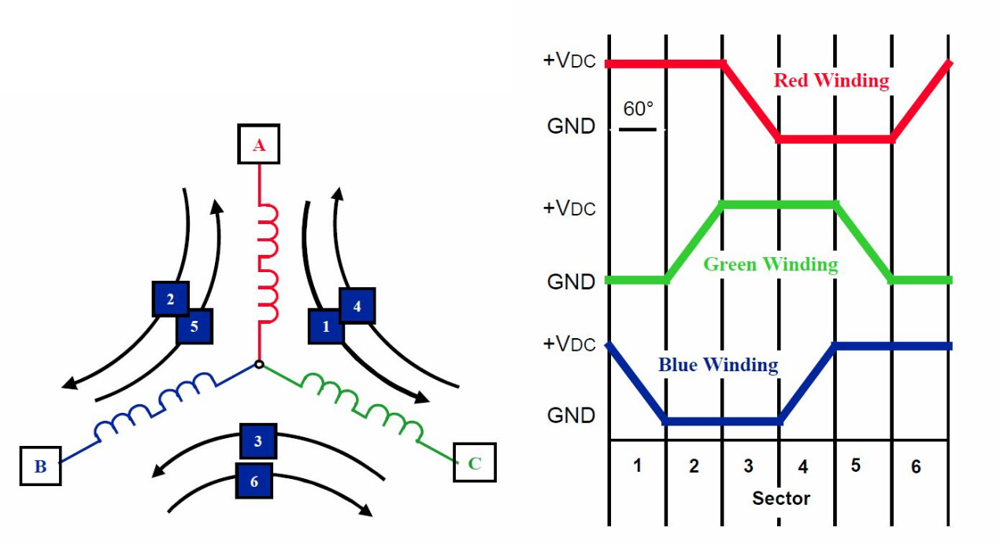 A
2
5
1
4
B
3
6
C
+VDC
Red Winding
60°
GND
+VDC
Green Winding
GND
+VDC
Blue Winding
GND
1 2 3 4 5 6
Sector